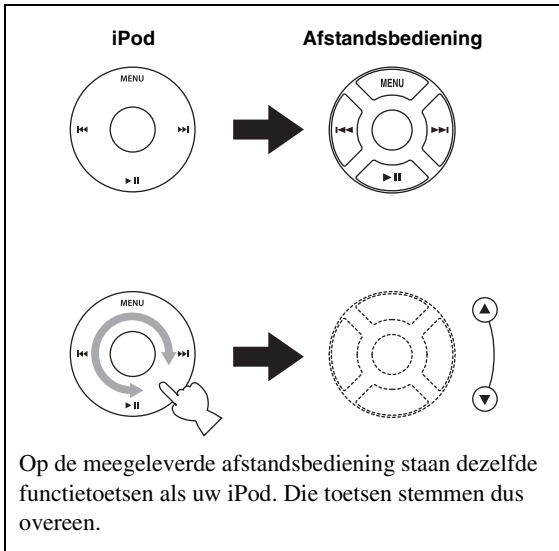 iPod Afstandsbediening
MENU MENU
MENU
Op de meegeleverde afstandsbediening staan dezelfde
functietoetsen als uw iPod. Die toetsen stemmen dus
overeen.